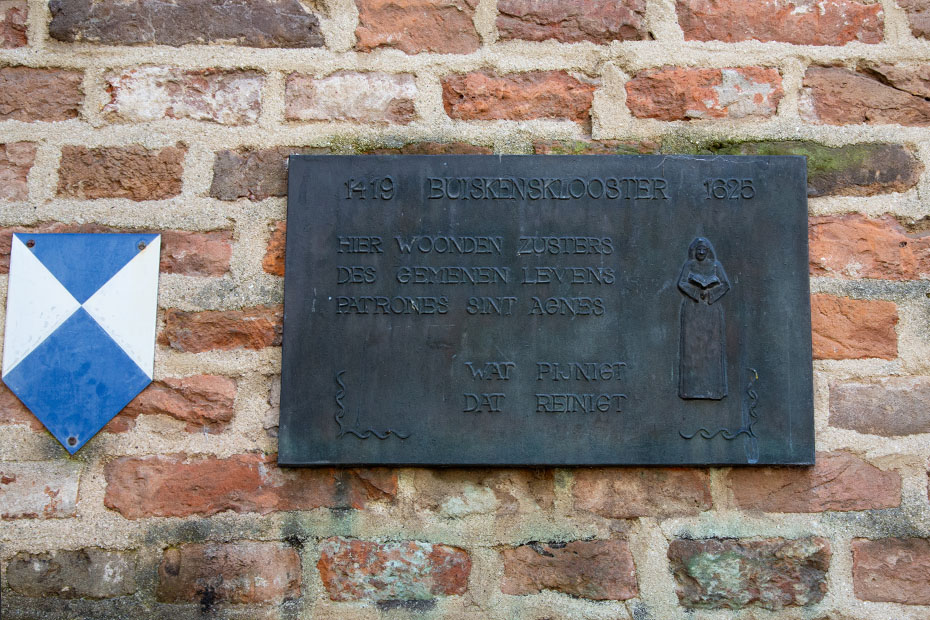 1419 BUISKENSKLOOSTER 1625
HIER WOONDEN ZUSTERS
DES GEMENEN LEVENS
PATRONES SINT AGNES
WAT PIJNIGT
DAT REINIGT